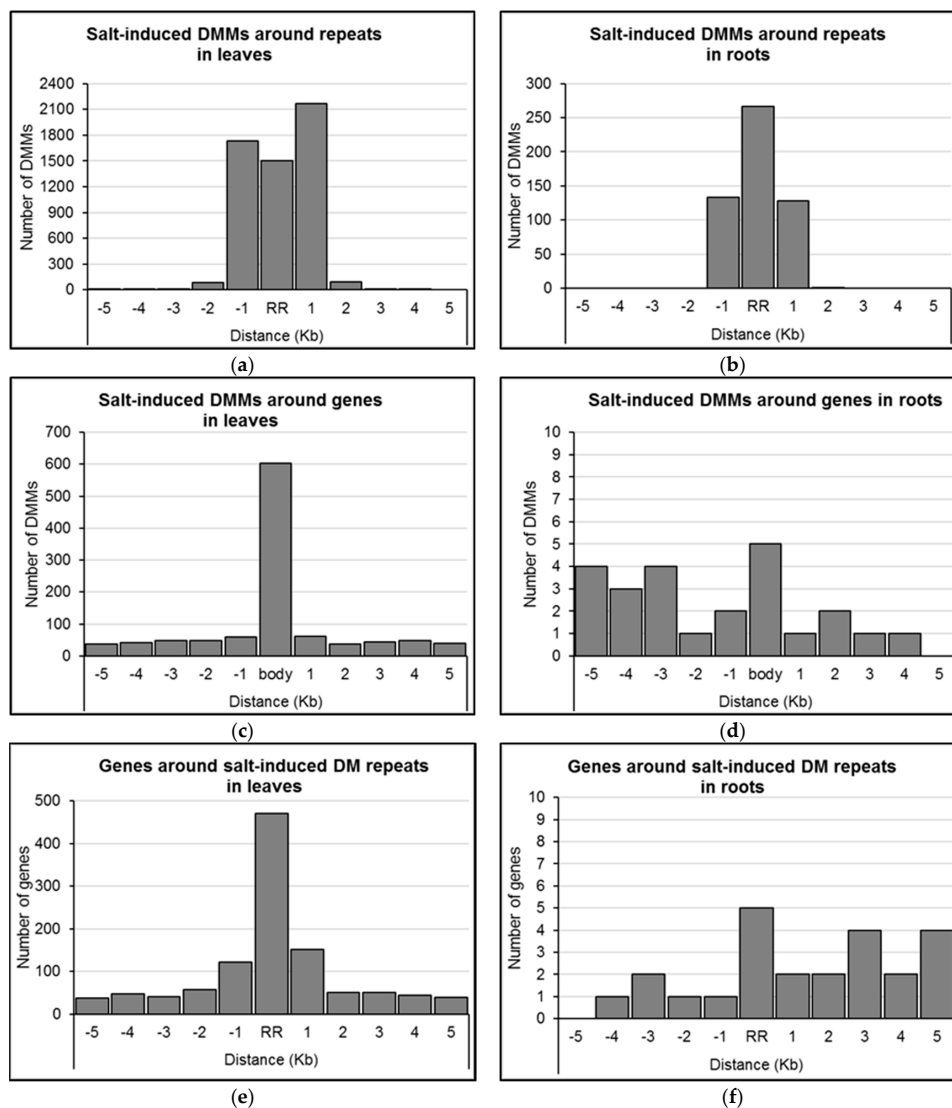 Salt-induced DMMs around repeats
in leaves
Number of DMMs
2400
2100
1800
1500
1200
900
600
300
0
-5 -4 -3 -2 -1 RR 1 2 3 4 5
Distance (Kb)
(a)
Salt-induced DMMs around repeats
in roots
Number of DMMs
300
250
200
150
100
50
0
-5 -4 -3 -2 -1 RR 1 2 3 4 5
Distance (Kb)
(b)
Salt-induced DMMs around genes
in leaves
Number of DMMs
700
600
500
400
300
200
100
0
-5 -4 -3 -2 -1 body 1 2 3 4 5
Distance (Kb)
(c)
Salt-induced DMMs around genes in roots
Number of DMMs
10
9
8
7
6
5
4
3
2
1
0
-5 -4 -3 -2 -1 body 1 2 3 4 5
Distance (Kb)
(d)
Genes around salt-induced DM repeats
in leaves
Number of genes
500
400
300
200
100
0
-5 -4 -3 -2 -1 RR 1 2 3 4 5
Distance (Kb)
(e)
Genes around salt-induced DM repeats
in roots
Number of genes
10
9
8
7
6
5
4
3
2
1
0
-5 -4 -3 -2 -1 RR 1 2 3 4 5
Distance (Kb)
(f)